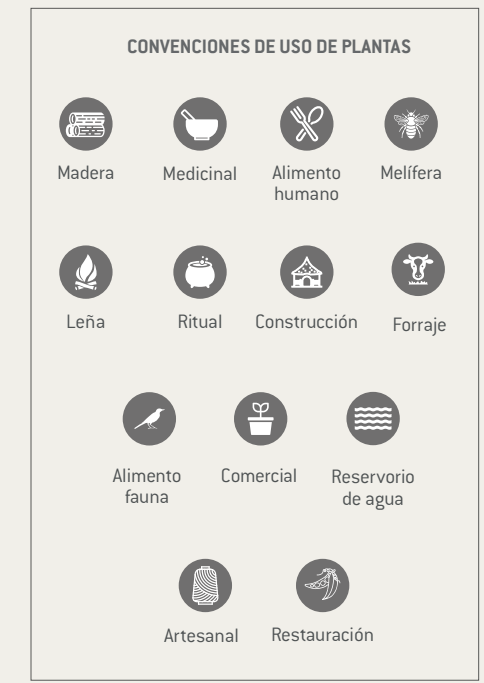 CONVENCIONES DE USO DE PLANTAS
Madera
Medicinal
Alimento
humano
Melífera
Leña
Ritual
Construcción
Forraje
Alimento
fauna
Comercial
Reservorio
de agua
Artesanal
Restauración